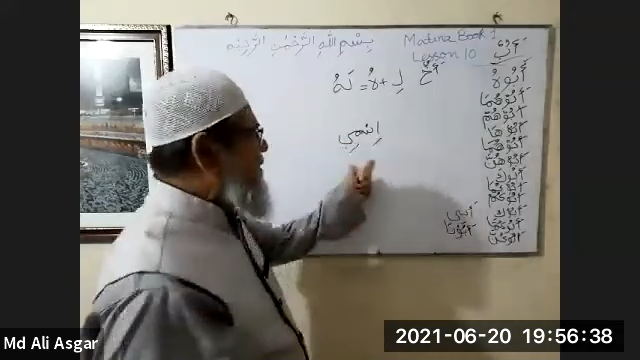 بِسْمِ اللهِ الرَّحْمٰنِ الرَّحِيْمِ
Madina Book 1
Lesson 10
أَبٌ
أَخٌ
لِ + هُ = لَهُ
اِسْمِي
أَبُوْهُ
أَبُوْهُمَا
أَبُوْهُمْ
أَبُوْهَا
أَبُوْهُمَا
أَبُوْهُنَّ
أَبُوْكَ
أَبُوْكُمَا
أَبُوْكُمْ
أَبُوْكِ
أَبُوْكُمَا
أَبُوْكُنَّ
أَبِي
أَبُوْنَا
Md Ali Asgar
2021-06-20 19:56:38